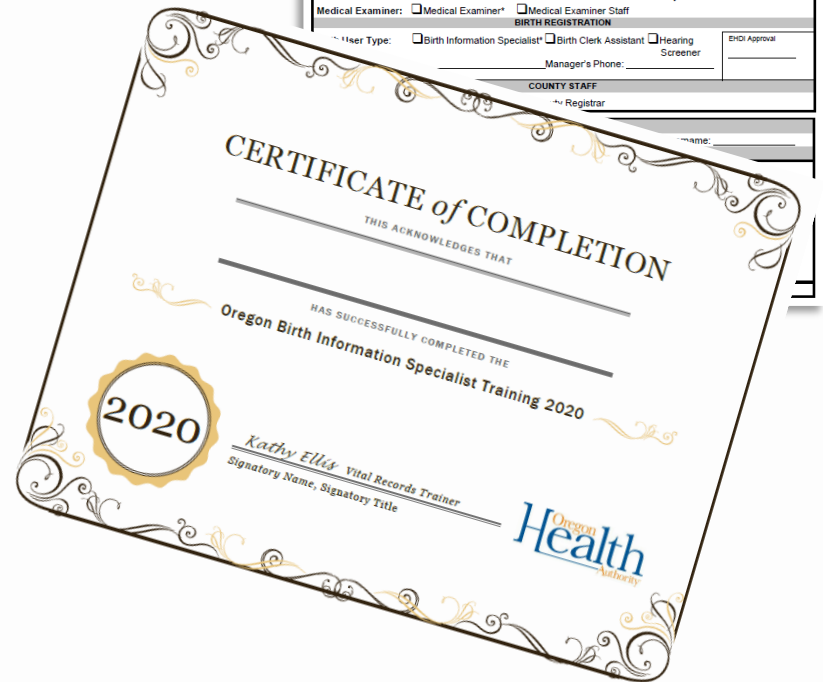 Medical Examiner: ❑Medical Examiner* ❑Medical Examiner Staff
BIRTH REGISTRATION
User Type: ❑Birth Information Specialist* ❑Birth Clerk Assistant ❑Hearing
Screener
EHDI Approval
Manager's Phone:
COUNTY STAFF
Registrar
CERTIFICATE of COMPLETION
THIS ACKNOWLEDGES THAT
HAS SUCCESSFULLY COMPLETED THE
Oregon Birth Information Specialist Training 2020
2020
Kathy Ellis Vital Records Trainer
Signatory Name, Signatory Title
Oregon
Health
Authority